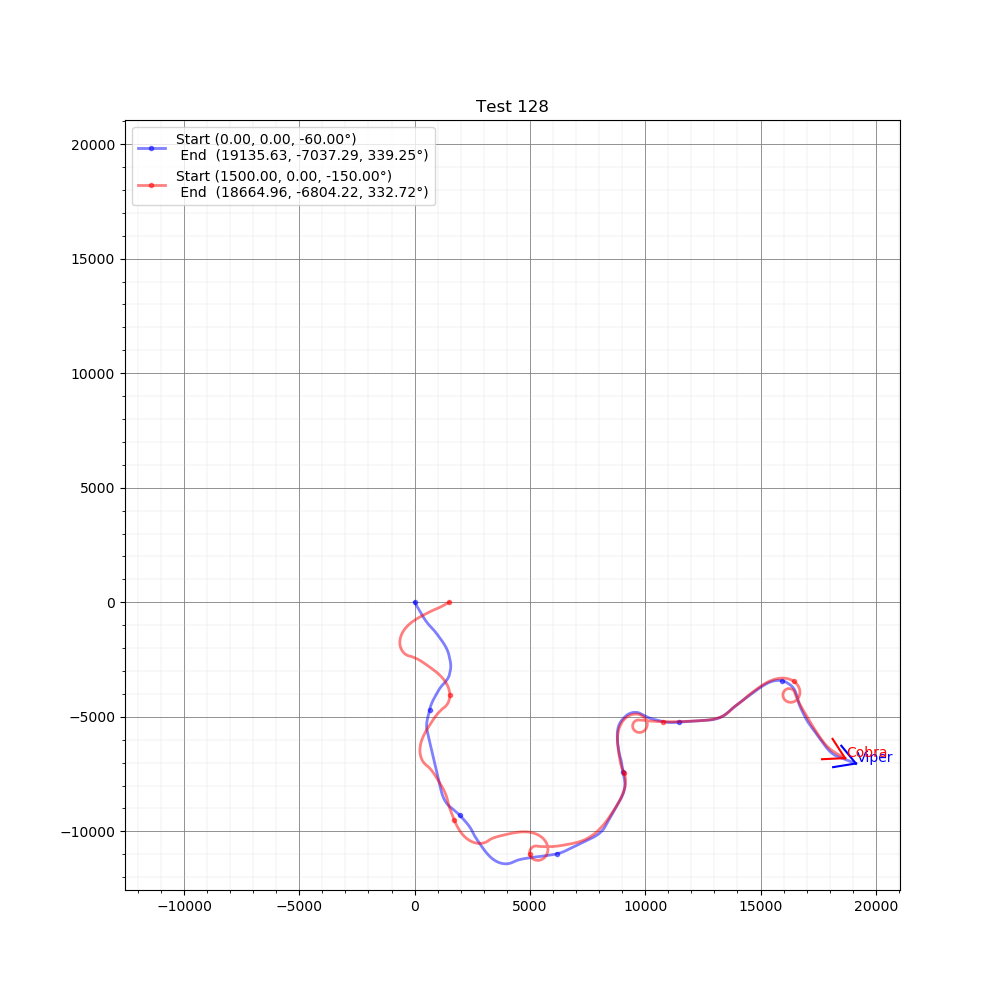 Test 128
Start (0.00, 0.00, -60.00°)
End (19135.63, -7037.29, 339.25°)
Start (1500.00, 0.00, -150.00°)
End (18664.96, -6804.22, 332.72°)
20000
15000
10000
5000
0
−5000
−10000
Cobra
Viper
−10000 −5000 0 5000 10000 15000 20000